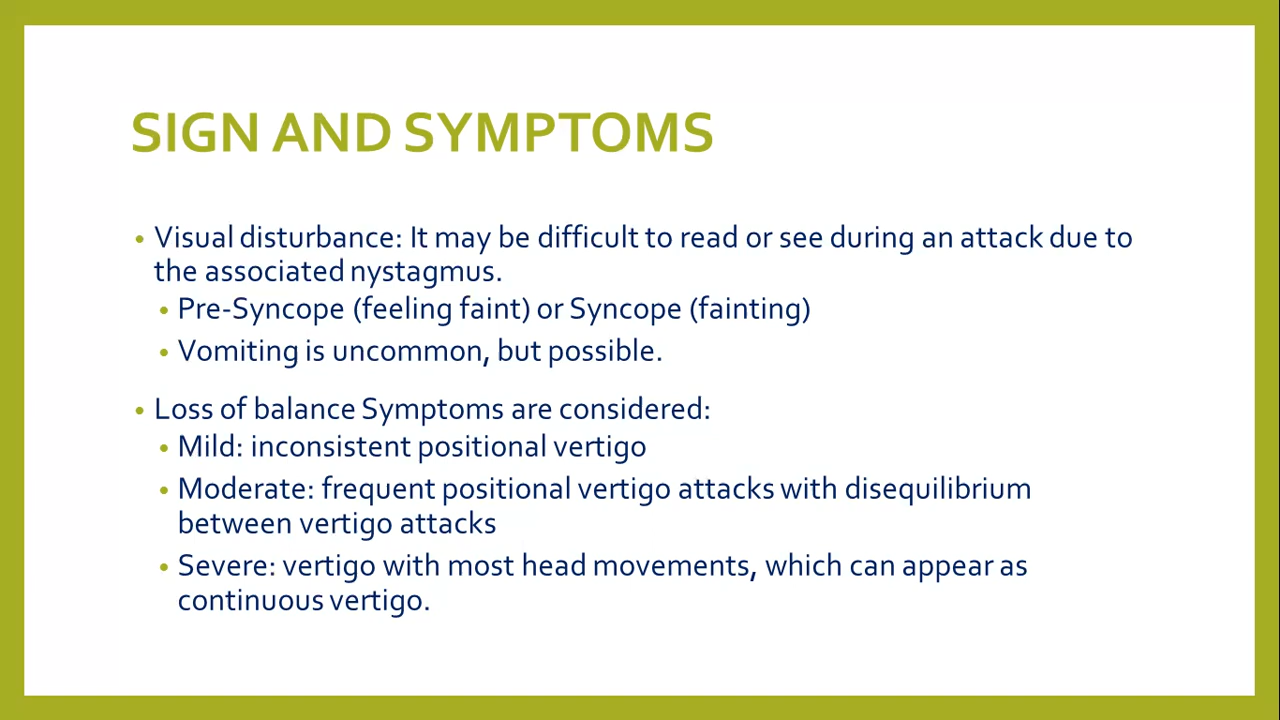 SIGN AND SYMPTOMS
• Visual disturbance: It may be difficult to read or see during an attack due to
the associated nystagmus.
• Pre-Syncope (feeling faint) or Syncope (fainting)
• Vomiting is uncommon, but possible.
• Loss of balance Symptoms are considered:
• Mild: inconsistent positional vertigo
• Moderate: frequent positional vertigo attacks with disequilibrium
between vertigo attacks
• Severe: vertigo with most head movements, which can appear as
continuous vertigo.